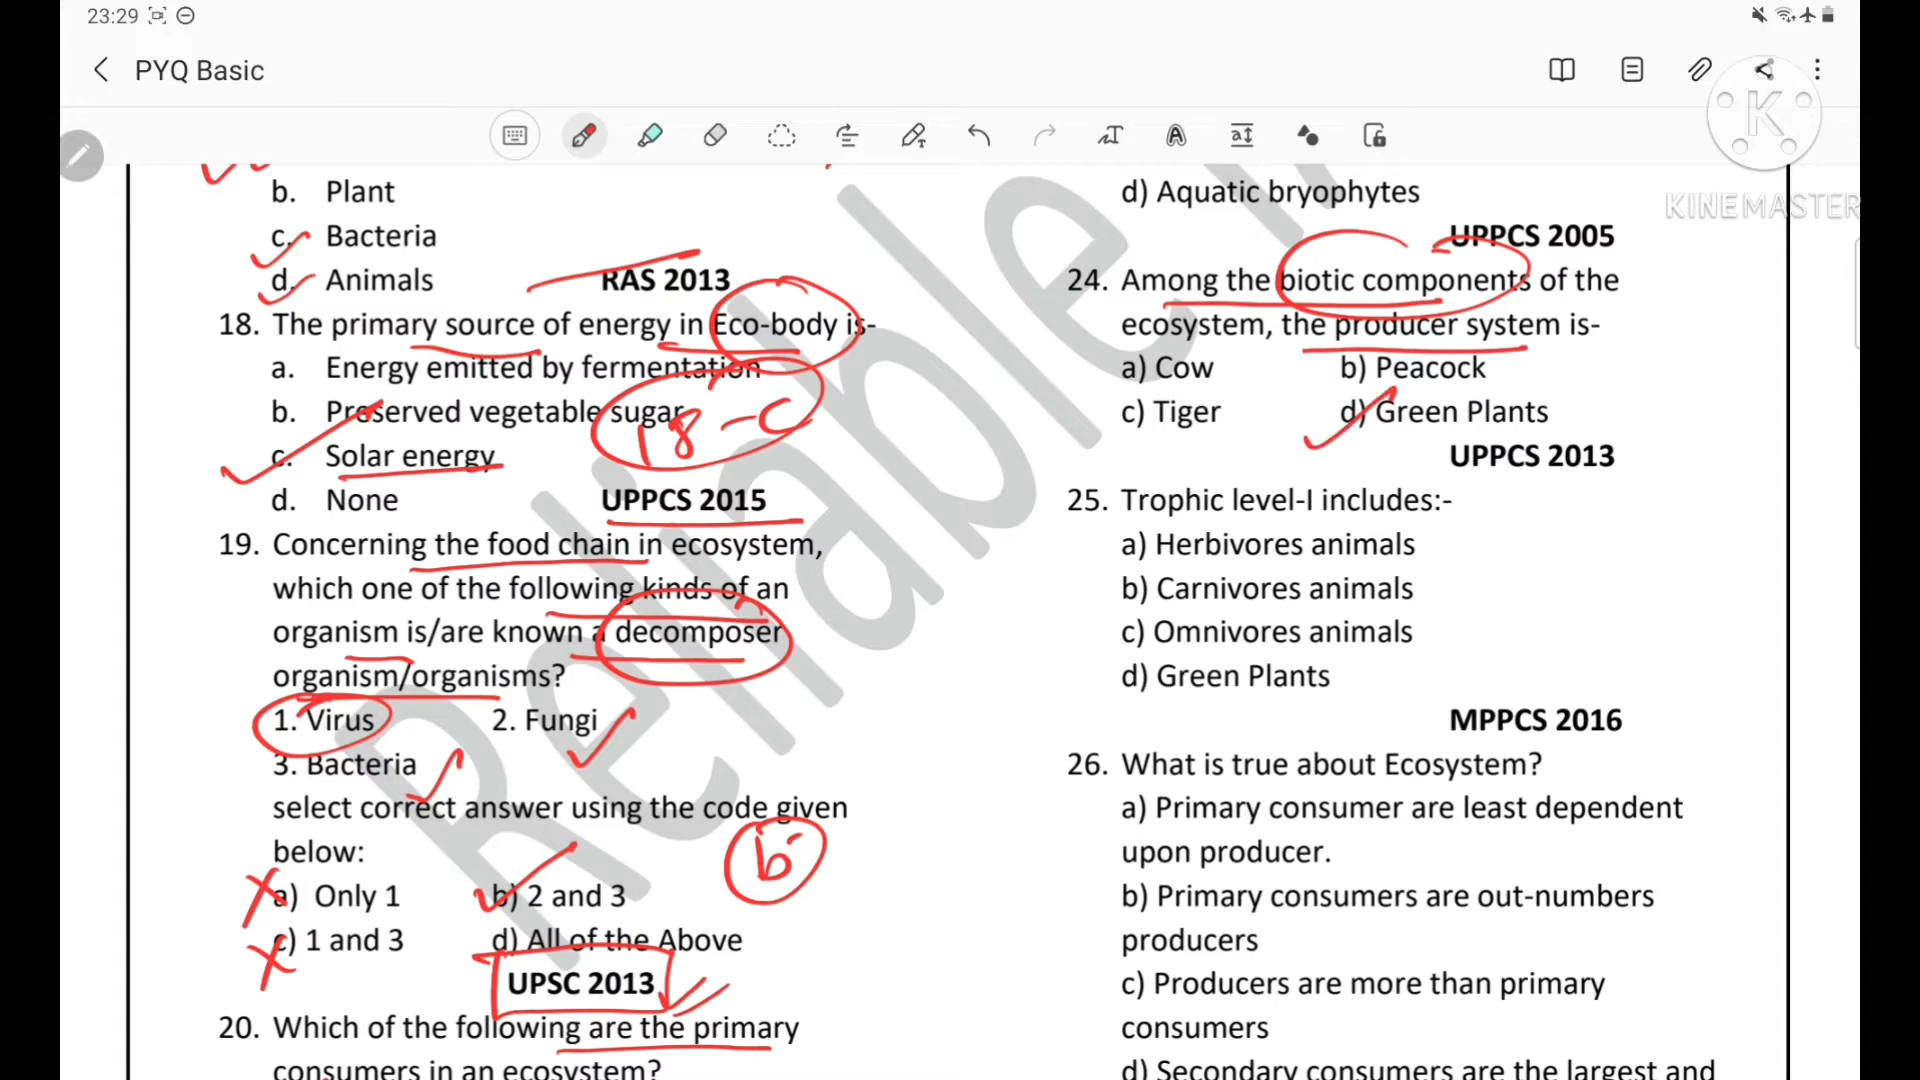 23:29
PYQ Basic
KINEMASTER
b. Plant
c. Bacteria
d. Animals RAS 2013
18. The primary source of energy in Eco-body is-
a. Energy emitted by fermentation
b. Preserved vegetable sugar
18-C
c. Solar energy
d. None UPPCS 2015
19. Concerning the food chain in ecosystem,
which one of the following kinds of an
organism is/are known a decomposer
organism/organisms?
1. Virus 2. Fungi
3. Bacteria
select correct answer using the code given
below:
b
a) Only 1 b) 2 and 3
c) 1 and 3 d) All of the Above
UPSC 2013
20. Which of the following are the primary
consumers in an ecosystem?
d) Aquatic bryophytes
UPPCS 2005
24. Among the biotic components of the
ecosystem, the producer system is-
a) Cow b) Peacock
c) Tiger d) Green Plants
UPPCS 2013
25. Trophic level-I includes:-
a) Herbivores animals
b) Carnivores animals
c) Omnivores animals
d) Green Plants
MPPCS 2016
26. What is true about Ecosystem?
a) Primary consumer are least dependent
upon producer.
b) Primary consumers are out-numbers
producers
c) Producers are more than primary
consumers
d) Secondary consumers are the largest and
Reliable